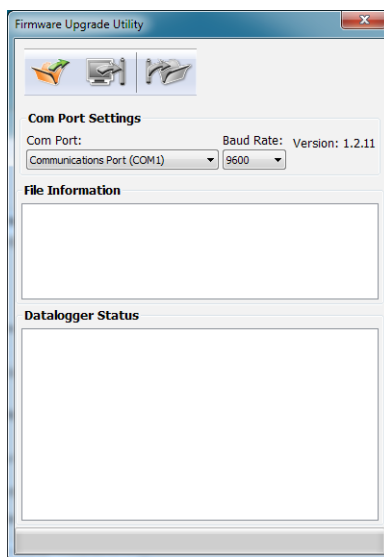 Firmware Upgrade Utility
Com Port Settings
Com Port:
Baud Rate:
Version: 1.2.11
Communications Port (COM1)
9600
File Information
Datalogger Status